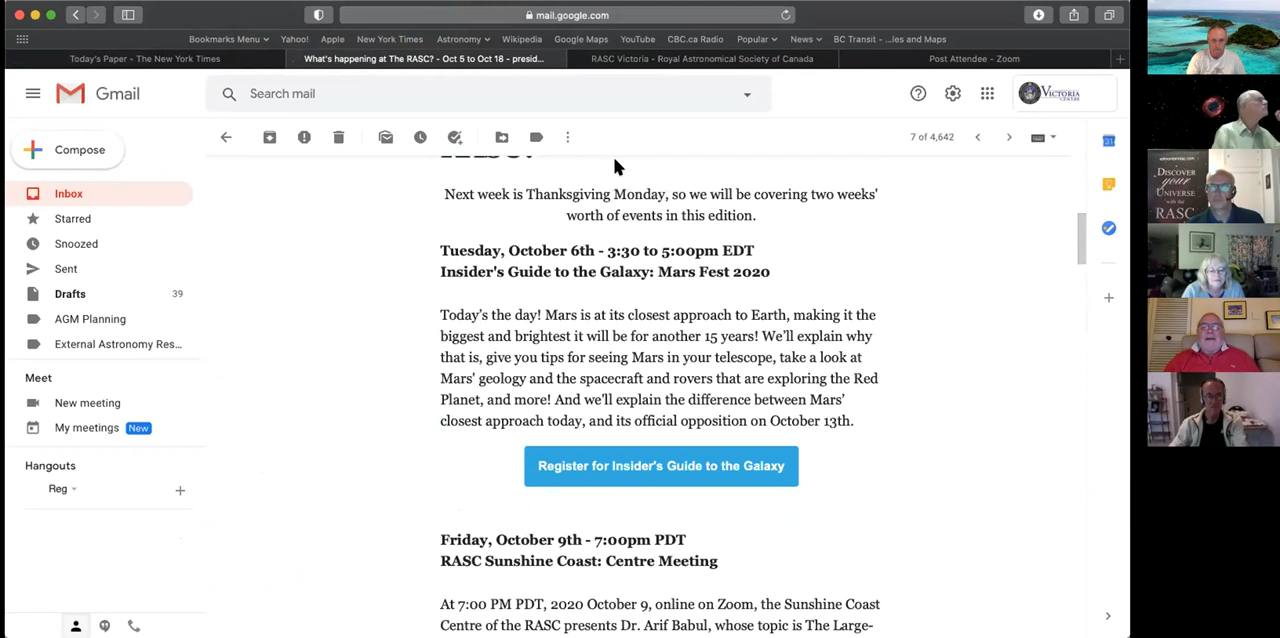 mail.google.com
Bookmarks Menu Yahoo! Apple New York Times Astronomy Wikipedia Google Maps YouTube CBC.ca Radio Popular News BC Transit - ...les and Maps
Today's Paper - The New York Times
What's happening at The RASC? - Oct 5 to Oct 18 - presid...
RASC Victoria - Royal Astronomical Society of Canada
Post Attendee - Zoom
Gmail
Search mail
VICTORIA
CENTRE
Compose
7 of 4,642
Inbox
Starred
Snoozed
Sent
Drafts 39
AGM Planning
External Astronomy Res...
Meet
New meeting
My meetings New
Hangouts
Reg
Next week is Thanksgiving Monday, so we will be covering two weeks'
worth of events in this edition.
Tuesday, October 6th - 3:30 to 5:00pm EDT
Insider's Guide to the Galaxy: Mars Fest 2020
Today's the day! Mars is at its closest approach to Earth, making it the
biggest and brightest it will be for another 15 years! We'll explain why
that is, give you tips for seeing Mars in your telescope, take a look at
Mars' geology and the spacecraft and rovers that are exploring the Red
Planet, and more! And we'll explain the difference between Mars'
closest approach today, and its official opposition on October 13th.
Register for Insider's Guide to the Galaxy
Friday, October 9th - 7:00pm PDT
RASC Sunshine Coast: Centre Meeting
At 7:00 PM PDT, 2020 October 9, online on Zoom, the Sunshine Coast
Centre of the RASC presents Dr. Arif Babul, whose topic is The Large-
DISCOVER
your
UNIVERSE
with the
RASC